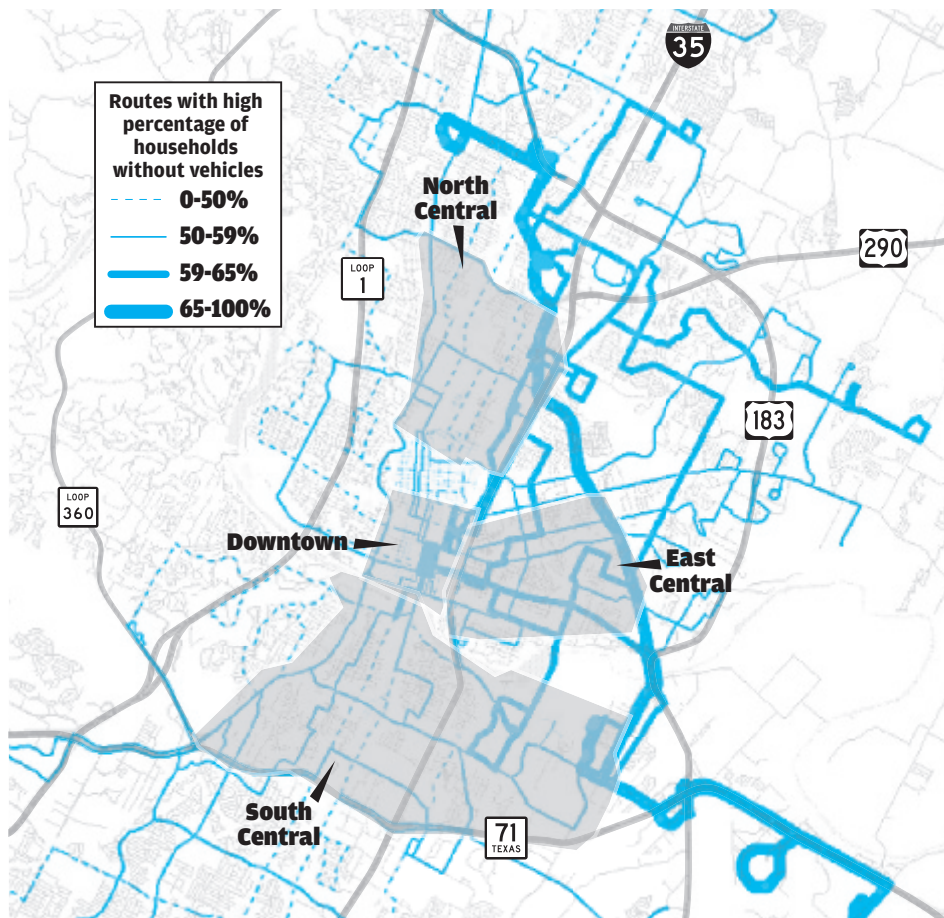 INTERSTATE
35
Routes with high
percentage of
households
without vehicles
0-50%
50-59%
59-65%
65-100%
North
Central
LOOP
1
290
183
LOOP
360
Downtown
East
Central
South
Central
71
TEXAS